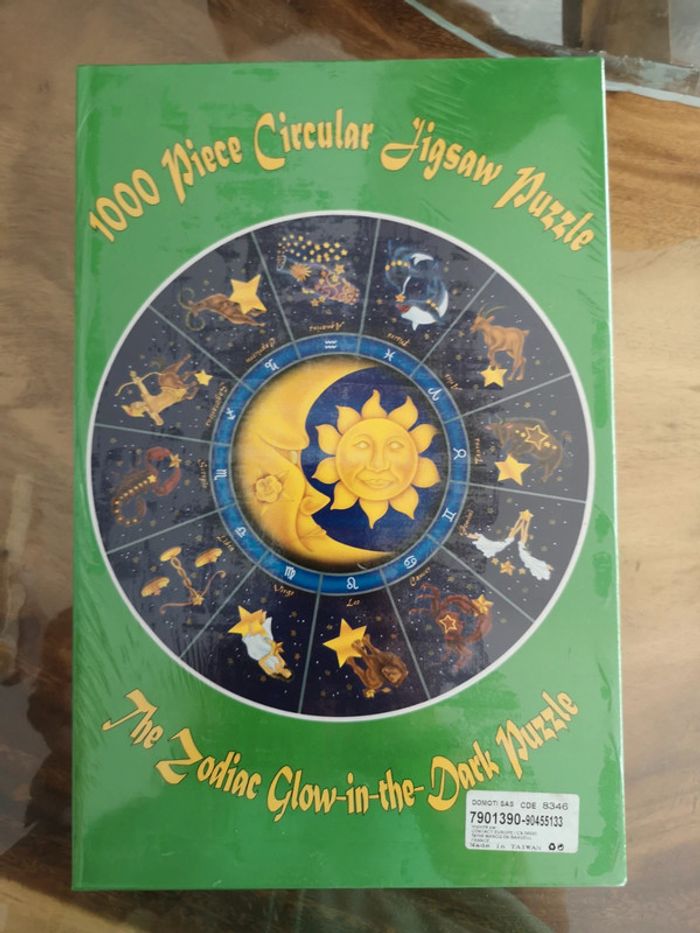 1000 Piece Circular Jigsaw Puzzle
Aquarius
Pisces
Capricorn
Aries
Sagittarius
Taurus
Scorpio
Gemini
Libra
Cancer
Virgo
Leo
The Zodiac Glow-in-the-Dark Puzzle
DOMOTI SAS CDE 8346
7901390-90455133
Made in TAIWAN